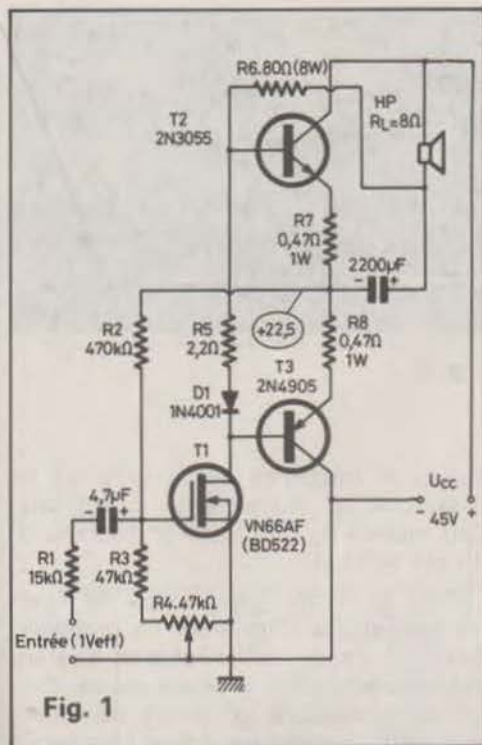 R6.80Ω(8W)
HP
RL=8Ω
T2
2N3055
R7
0,47Ω
1W
2200µF
- +
R2
470kΩ
R5
2,2Ω
+22,5
R8
0,47Ω
1W
D1
1N4001
T3
2N4905
T1
4,7µF
- +
VN66AF
(BD522)
Ucc
- +
45V
R1
15kΩ
R3
47kΩ
R4.47kΩ
Entrée (1Veff)
Fig. 1